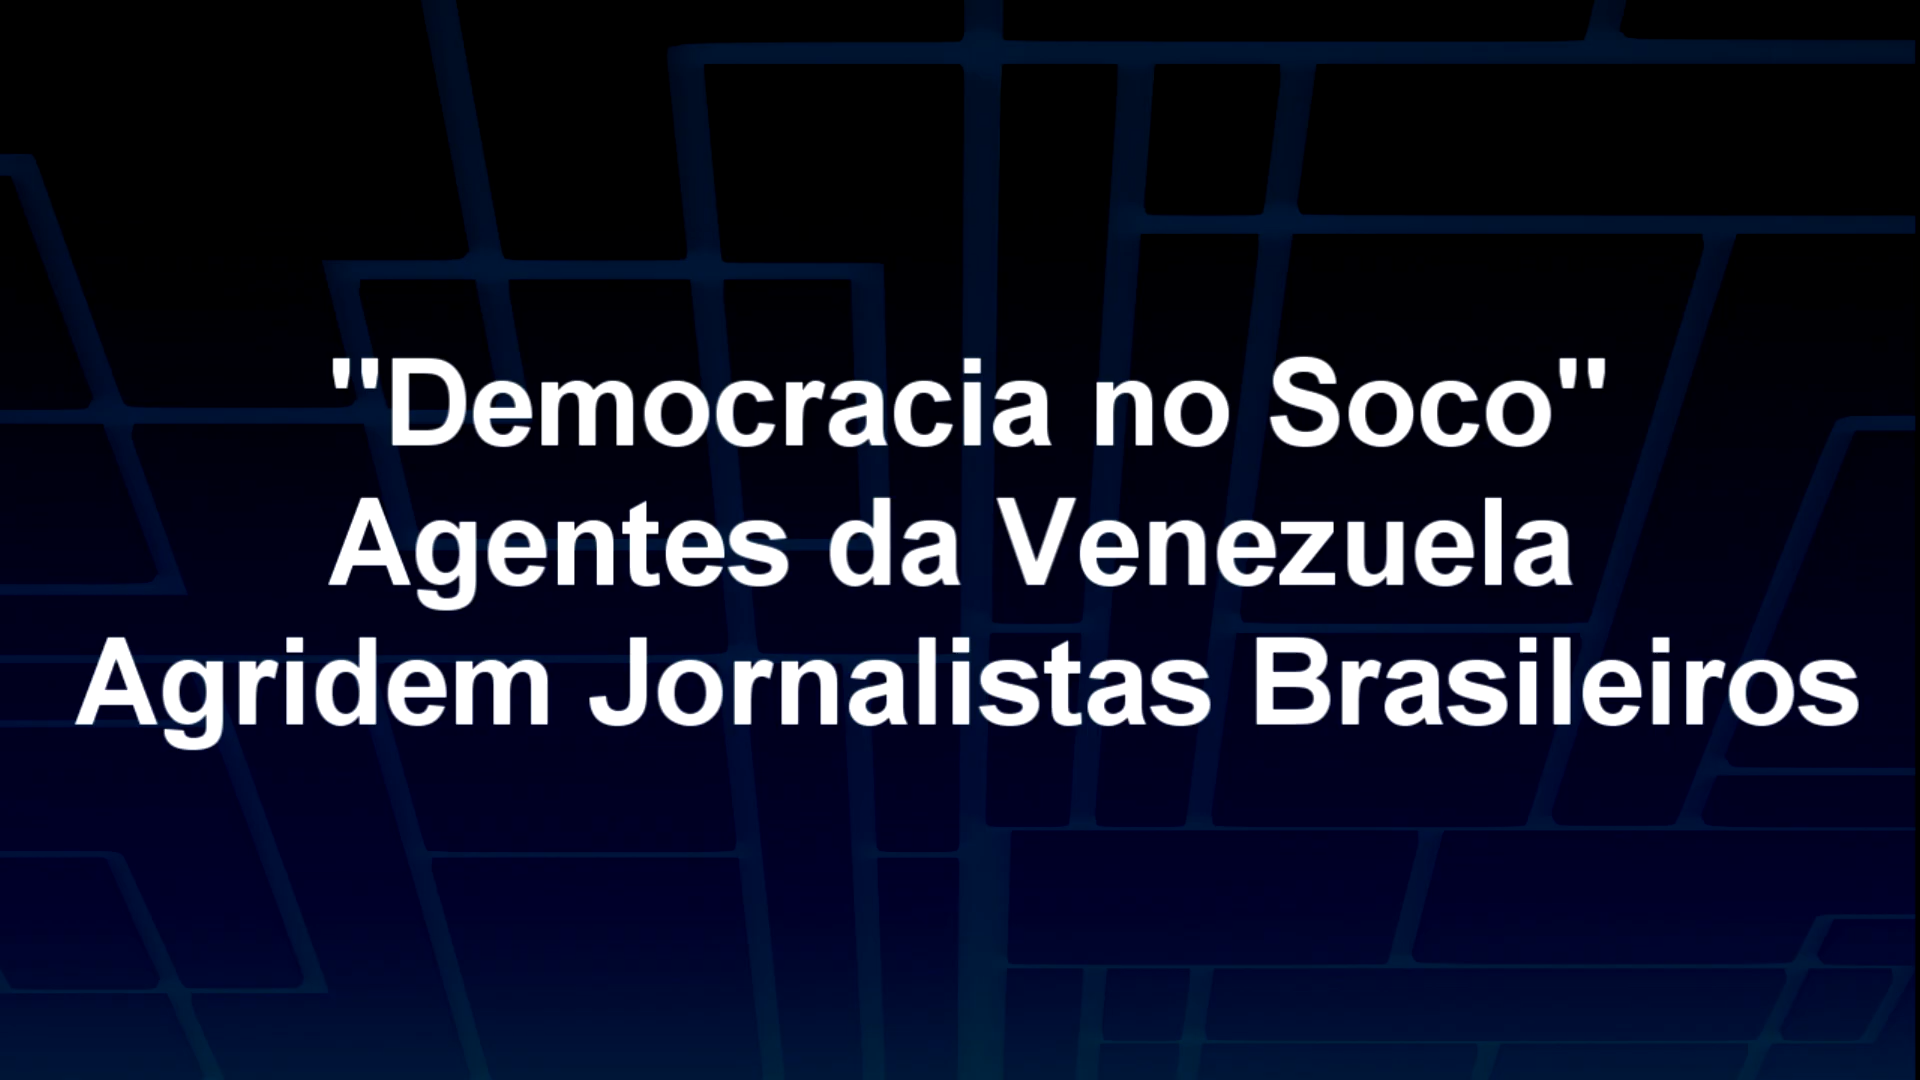 "Democracia no Soco"
Agentes da Venezuela
Agridem Jornalistas Brasileiros